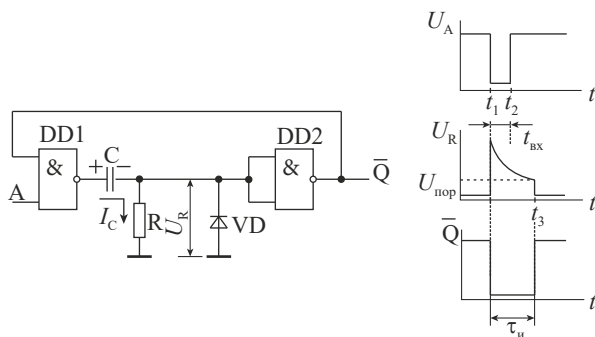 DD1
DD2
&
&
+ C −
A
I_C
R
U_R
VD
Q̅
U_A
t_1 t_2
t
t_вх
U_R
U_пор
t_3
t
Q̅
t
τ_и